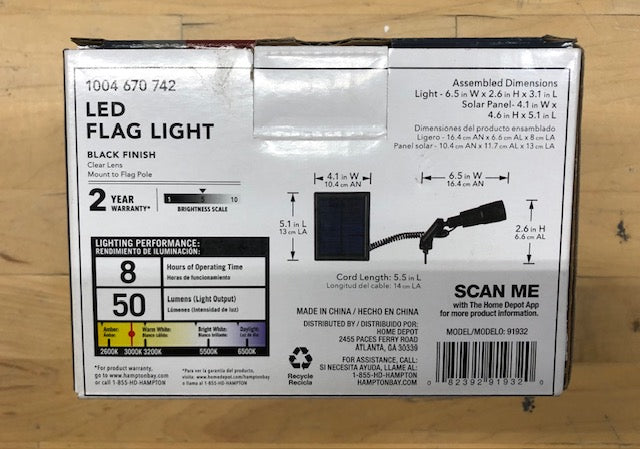 1004 670 742
LED
FLAG LIGHT
BLACK FINISH
Clear Lens
Mount to Flag Pole
2 YEAR
WARRANTY*
1 5 10
BRIGHTNESS SCALE
LIGHTING PERFORMANCE:
RENDIMIENTO DE ILUMINACIÓN:
8 Hours of Operating Time
Horas de funcionamiento
50 Lumens (Light Output)
Lúmenes (Intensidad de luz)
Amber: Warm White: Bright White: Daylight:
Ámbar: Blanco cálido: Blanco brillante: Luz de día:
2600K 3000K 3200K 5500K 6500K
*For product warranty,
go to www.hamptonbay.com
or call 1-855-HD-HAMPTON
*Para ver la garantía del producto,
visite www.homedepot.com/hamptonbay
o llama al 1-855-HD-HAMPTON.
Assembled Dimensions
Light - 6.5 in W x 2.6 in H x 3.1 in L
Solar Panel- 4.1 in W x
4.6 in H x 5.1 in L
Dimensiones del producto ensamblado
Ligero - 16.4 cm AN x 6.6 cm AL x 8 cm LA
Panel solar - 10.4 cm AN x 11.7 cm AL x 13 cm LA
4.1 in W
10.4 cm AN
6.5 in W
16.4 cm AN
5.1 in L
13 cm LA
2.6 in H
6.6 cm AL
Cord Length: 5.5 in L
Longitud del cable: 14 cm LA
MADE IN CHINA / HECHO EN CHINA
DISTRIBUTED BY / DISTRIBUIDO POR:
HOME DEPOT
2455 PACES FERRY ROAD
ATLANTA, GA 30339
FOR ASSISTANCE, CALL:
SI NECESITA AYUDA, LLAME AL:
1-855-HD-HAMPTON
HAMPTONBAY.COM
Recycle
Recicla
SCAN ME
with The Home Depot App
for more product information.
MODEL/MODELO: 91932
0 82392 91932 0